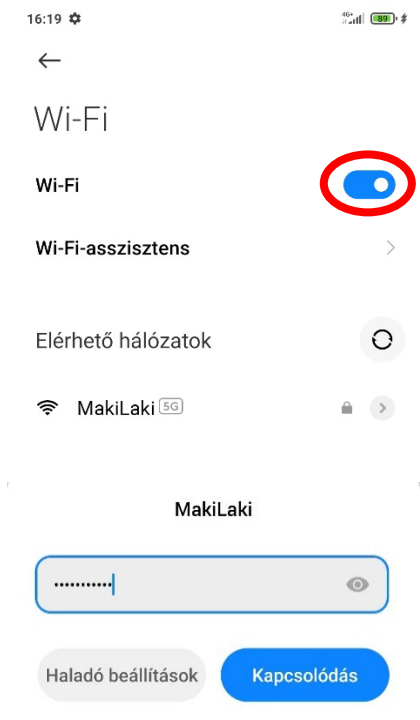 16:19 4G+ 89
Wi-Fi
Wi-Fi
Wi-Fi-asszisztens
Elérhető hálózatok
MakiLaki 5G
MakiLaki
•••••••••••
Haladó beállítások Kapcsolódás